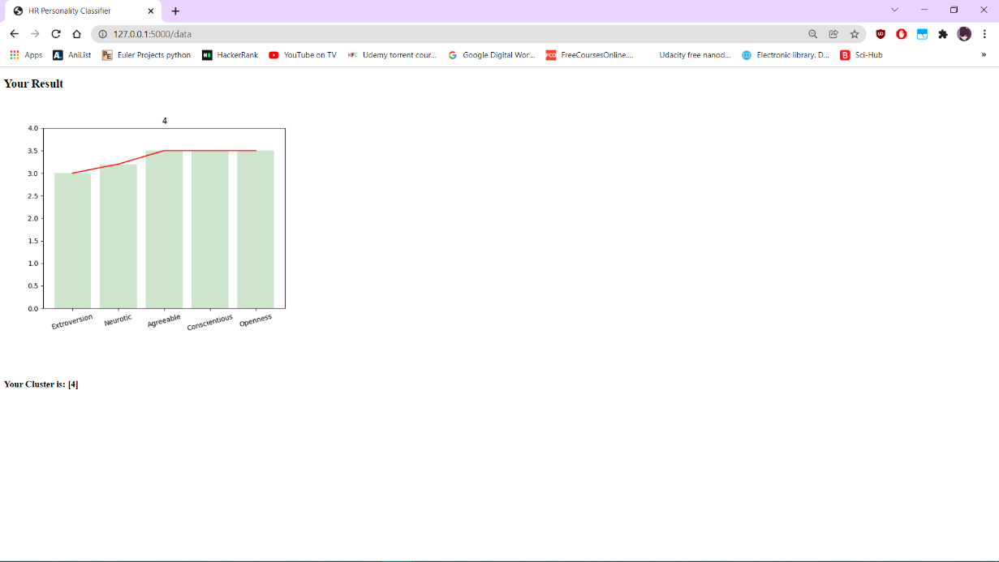 HR Personality Classifier
127.0.0.1:5000/data
Apps AniList Euler Projects python HackerRank YouTube on TV Udemy torrent cour... Google Digital Wor... FreeCoursesOnline.... Udacity free nanod... Electronic library. D... Sci-Hub »
Your Result
4
4.0
3.5
3.0
2.5
2.0
1.5
1.0
0.5
0.0
Extroversion Neurotic Agreeable Conscientious Openness
Your Cluster is: [4]